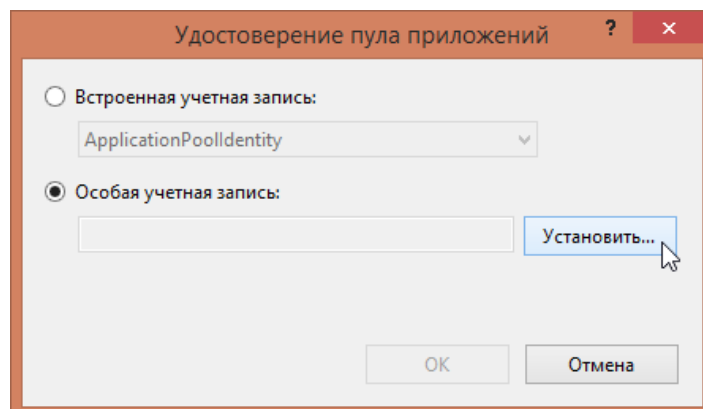 Удостоверение пула приложений
?
Встроенная учетная запись:
ApplicationPoolIdentity
Особая учетная запись:
Установить...
OK
Отмена